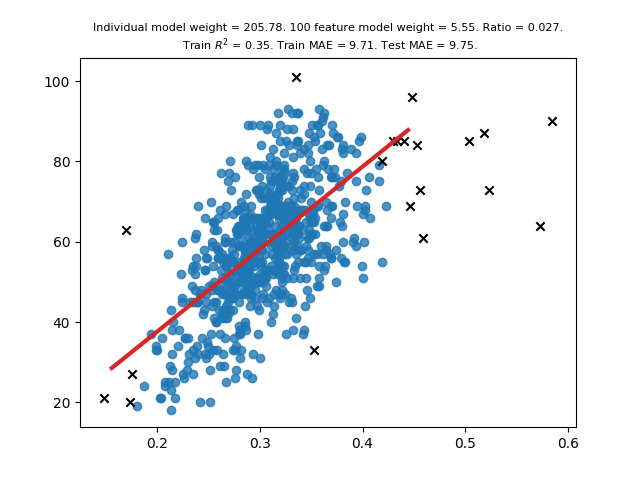 Individual model weight = 205.78. 100 feature model weight = 5.55. Ratio = 0.027.
Train R² = 0.35. Train MAE = 9.71. Test MAE = 9.75.
100
80
60
40
20
0.2 0.3 0.4 0.5 0.6